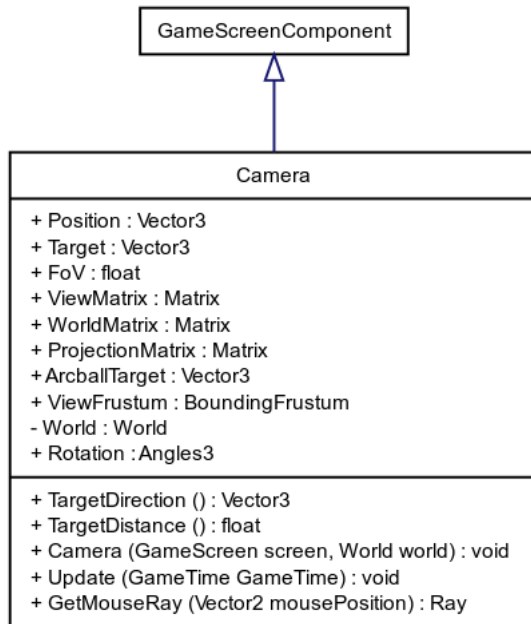 GameScreenComponent
Camera
+ Position : Vector3
+ Target : Vector3
+ FoV : float
+ ViewMatrix : Matrix
+ WorldMatrix : Matrix
+ ProjectionMatrix : Matrix
+ ArcballTarget : Vector3
+ ViewFrustum : BoundingFrustum
- World : World
+ Rotation : Angles3
+ TargetDirection () : Vector3
+ TargetDistance () : float
+ Camera (GameScreen screen, World world) : void
+ Update (GameTime GameTime) : void
+ GetMouseRay (Vector2 mousePosition) : Ray